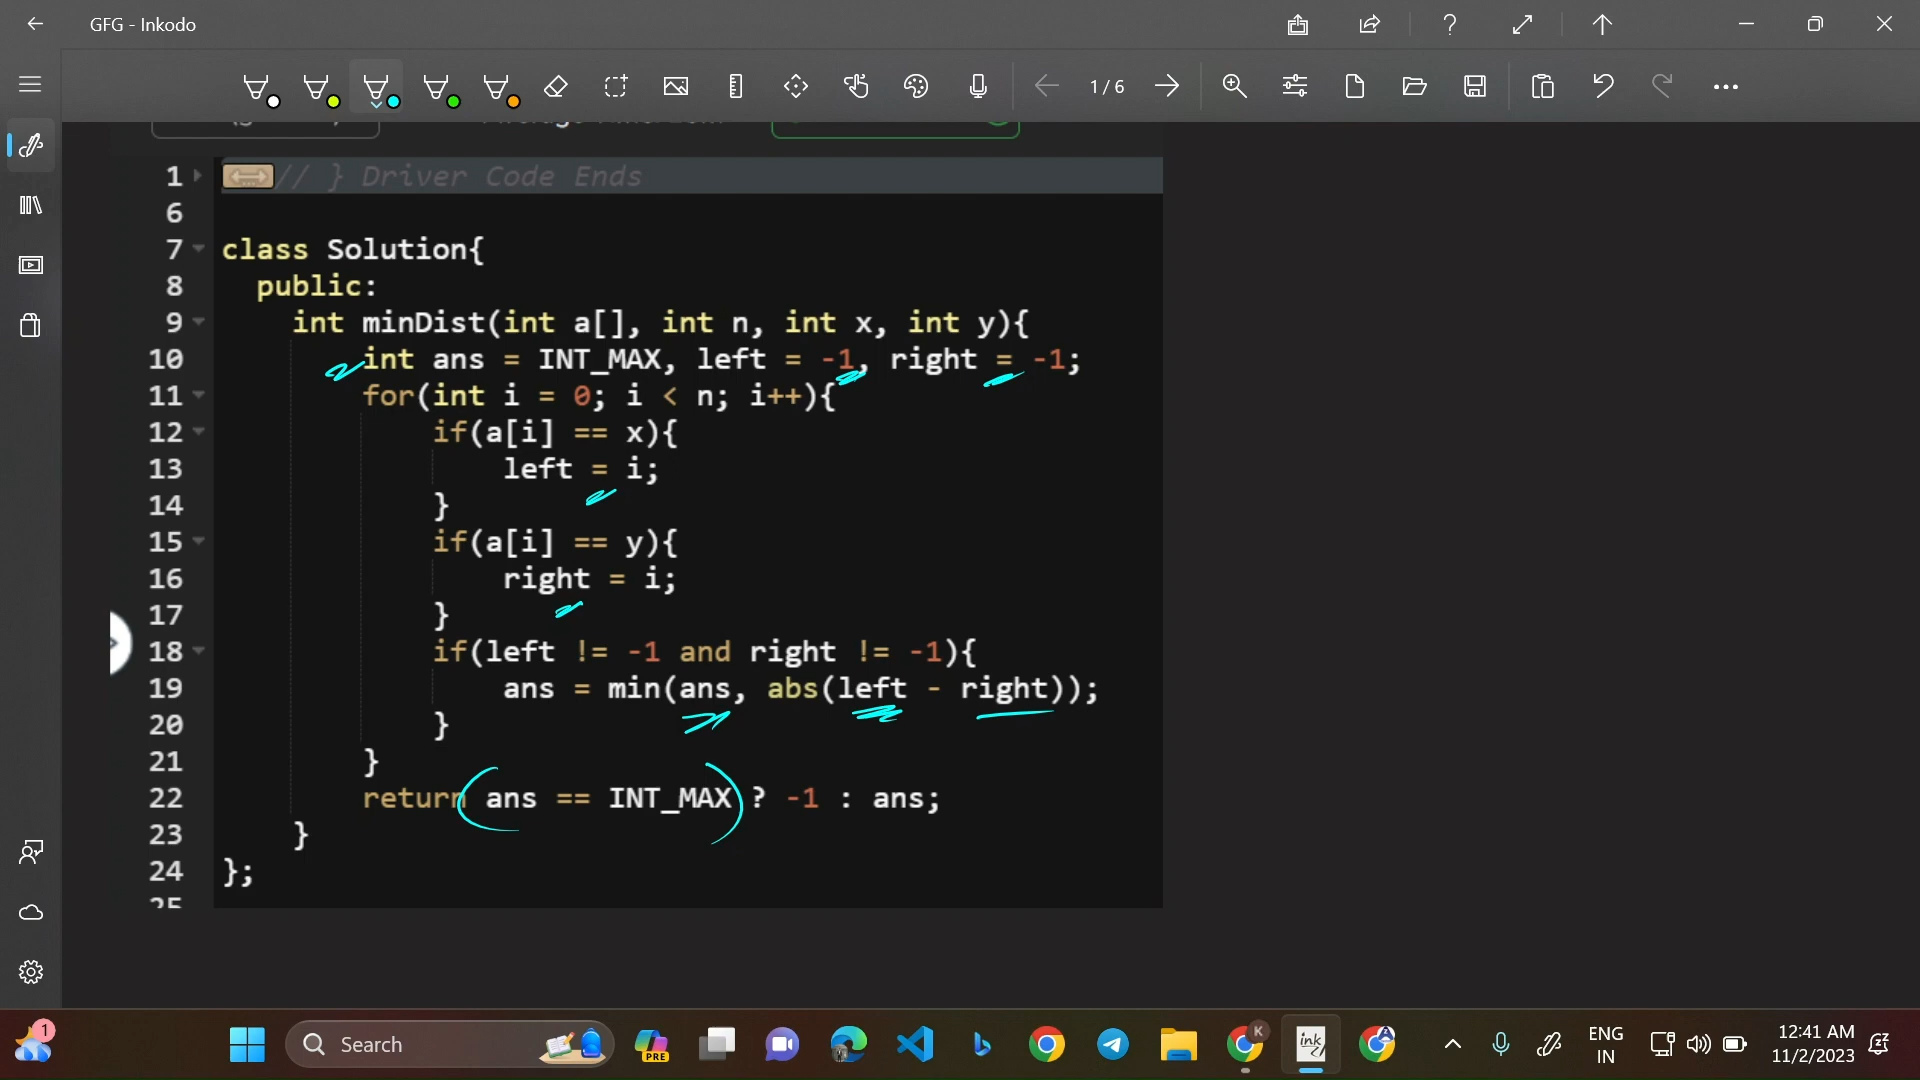 GFG - Inkodo
1 / 6
1 // } Driver Code Ends
6
7 class Solution{
8 public:
9 int minDist(int a[], int n, int x, int y){
10 int ans = INT_MAX, left = -1, right = -1;
11 for(int i = 0; i < n; i++){
12 if(a[i] == x){
13 left = i;
14 }
15 if(a[i] == y){
16 right = i;
17 }
18 if(left != -1 and right != -1){
19 ans = min(ans, abs(left - right));
20 }
21 }
22 return ans == INT_MAX ? -1 : ans;
23 }
24 };
25
1
Search
PRE
K
ink
A
ENG
IN
12:41 AM
11/2/2023